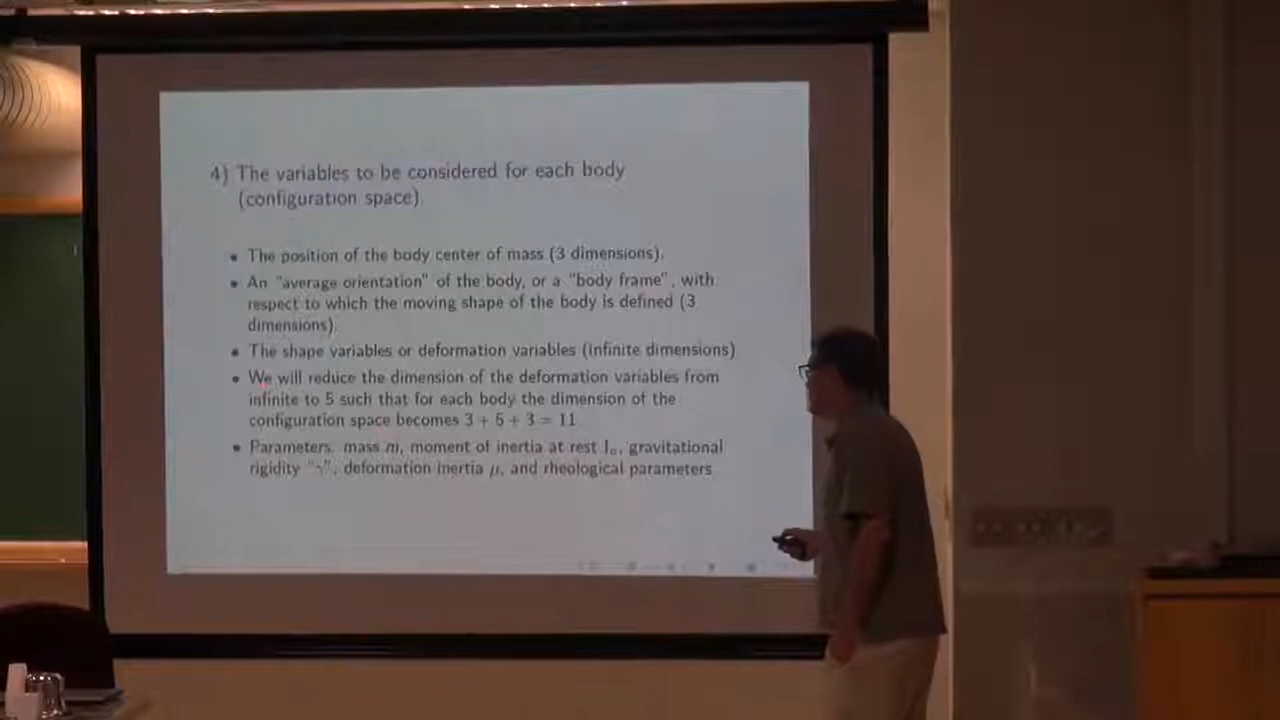 4) The variables to be considered for each body
(configuration space)
• The position of the body center of mass (3 dimensions).
• An "average orientation" of the body, or a "body frame", with
respect to which the moving shape of the body is defined (3
dimensions).
• The shape variables or deformation variables (infinite dimensions)
• We will reduce the dimension of the deformation variables from
infinite to 5 such that for each body the dimension of the
configuration space becomes 3 + 5 + 3 = 11
• Parameters. mass m, moment of inertia at rest I₀, gravitational
rigidity "γ", deformation inertia μ, and rheological parameters